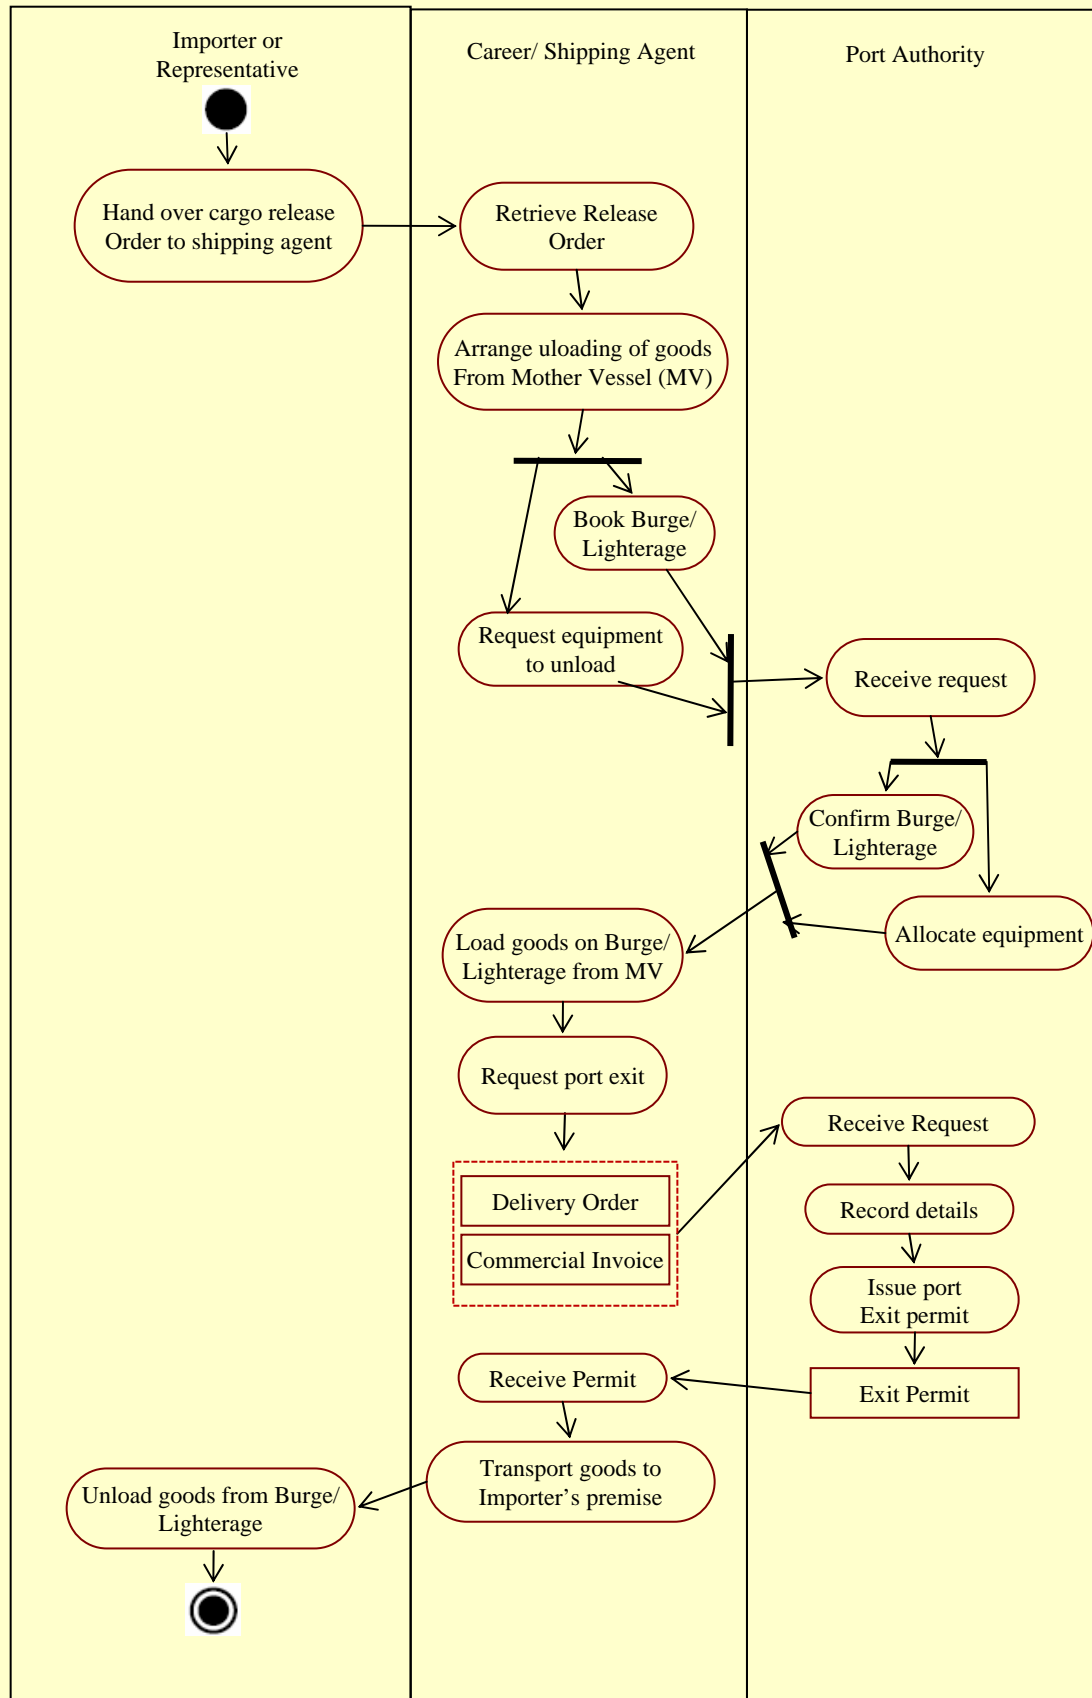 Importer or
Representative
Career/ Shipping Agent
Port Authority
Hand over cargo release
Order to shipping agent
Retrieve Release
Order
Arrange uloading of goods
From Mother Vessel (MV)
Book Burge/
Lighterage
Request equipment
to unload
Receive request
Confirm Burge/
Lighterage
Allocate equipment
Load goods on Burge/
Lighterage from MV
Request port exit
Delivery Order
Commercial Invoice
Receive Request
Record details
Issue port
Exit permit
Exit Permit
Receive Permit
Transport goods to
Importer’s premise
Unload goods from Burge/
Lighterage